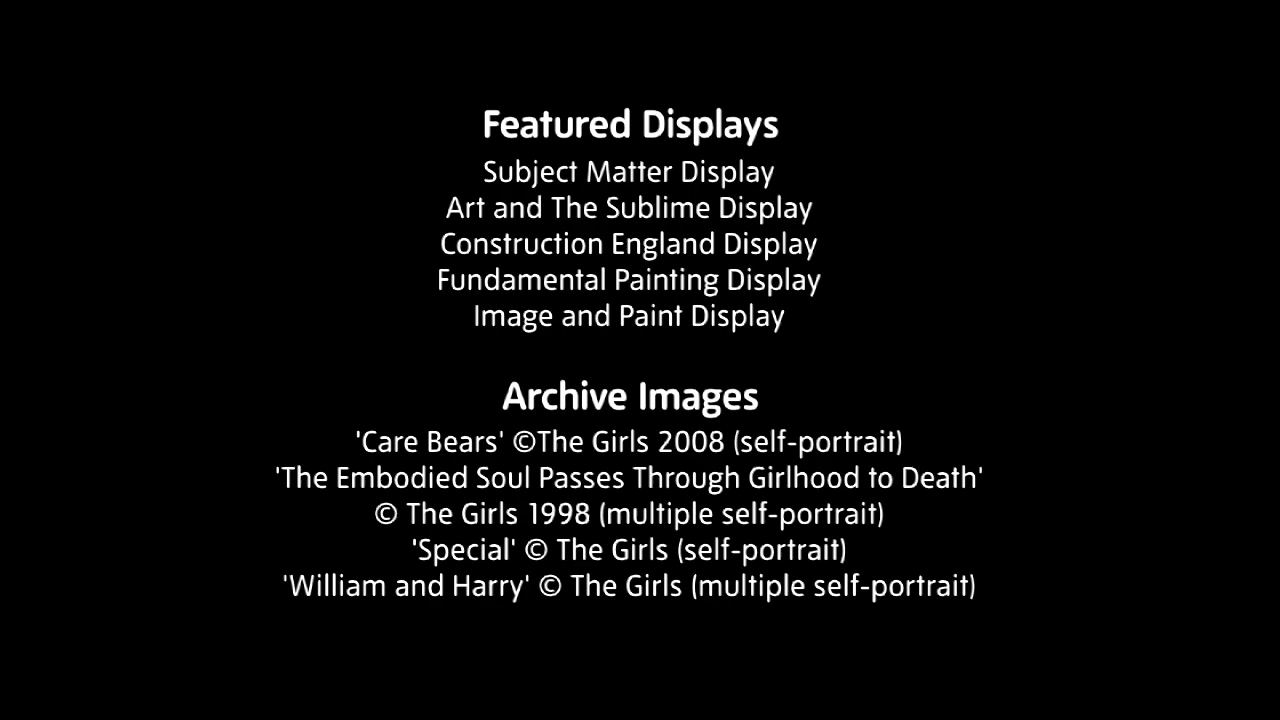 Featured Displays
Subject Matter Display
Art and The Sublime Display
Construction England Display
Fundamental Painting Display
Image and Paint Display
Archive Images
'Care Bears' ©The Girls 2008 (self-portrait)
'The Embodied Soul Passes Through Girlhood to Death'
© The Girls 1998 (multiple self-portrait)
'Special' © The Girls (self-portrait)
'William and Harry' © The Girls (multiple self-portrait)